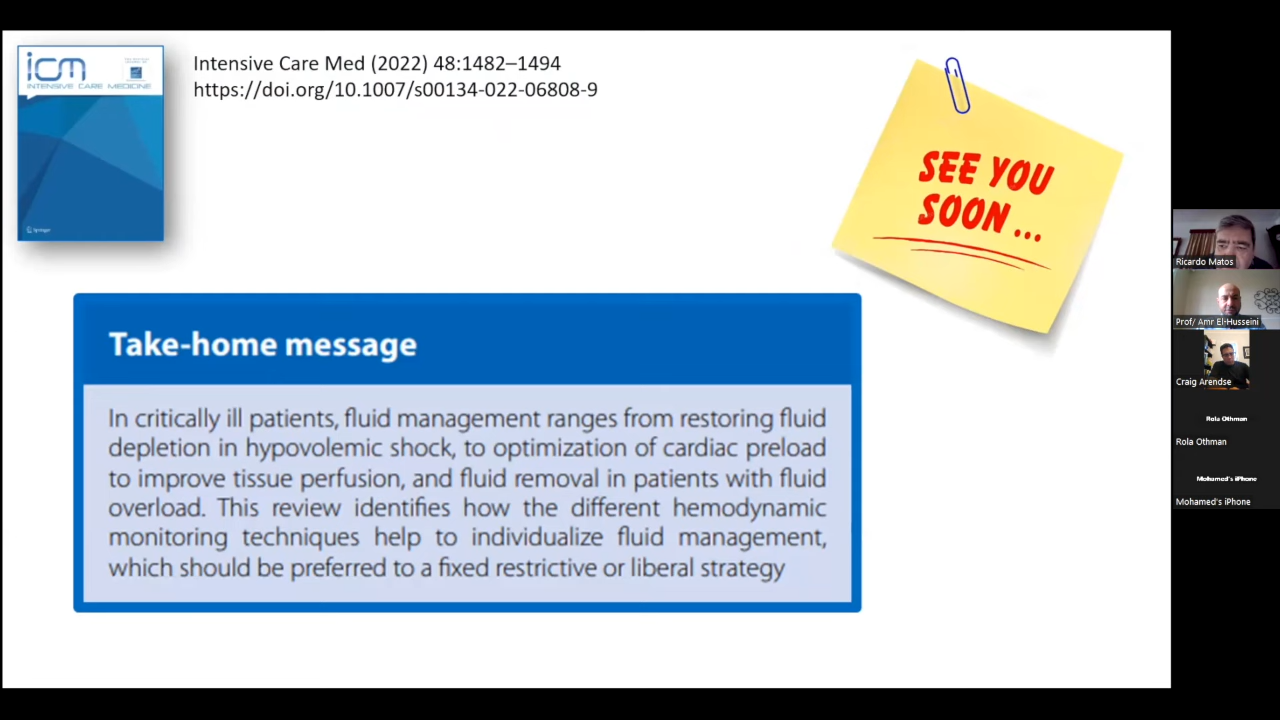 icm
INTENSIVE CARE MEDICINE
Springer
Intensive Care Med (2022) 48:1482–1494
https://doi.org/10.1007/s00134-022-06808-9
SEE YOU
SOON ...
Take-home message
In critically ill patients, fluid management ranges from restoring fluid
depletion in hypovolemic shock, to optimization of cardiac preload
to improve tissue perfusion, and fluid removal in patients with fluid
overload. This review identifies how the different hemodynamic
monitoring techniques help to individualize fluid management,
which should be preferred to a fixed restrictive or liberal strategy
Ricardo Matos
Prof/ Amr El-Husseini
Craig Arendse
Rola Othman
Rola Othman
Mohamed's iPhone
Mohamed's iPhone